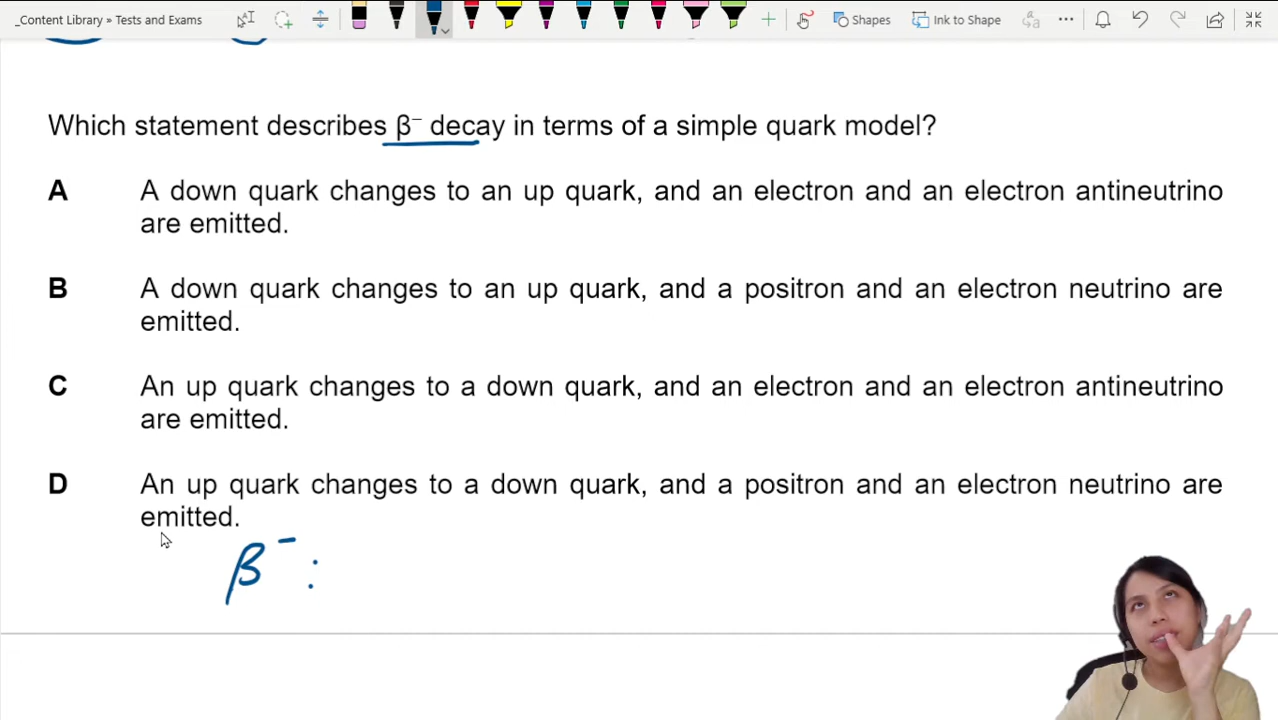 _Content Library » Tests and Exams
Shapes
Ink to Shape
Which statement describes β⁻ decay in terms of a simple quark model?
A A down quark changes to an up quark, and an electron and an electron antineutrino
are emitted.
B A down quark changes to an up quark, and a positron and an electron neutrino are
emitted.
C An up quark changes to a down quark, and an electron and an electron antineutrino
are emitted.
D An up quark changes to a down quark, and a positron and an electron neutrino are
emitted.
β⁻ :